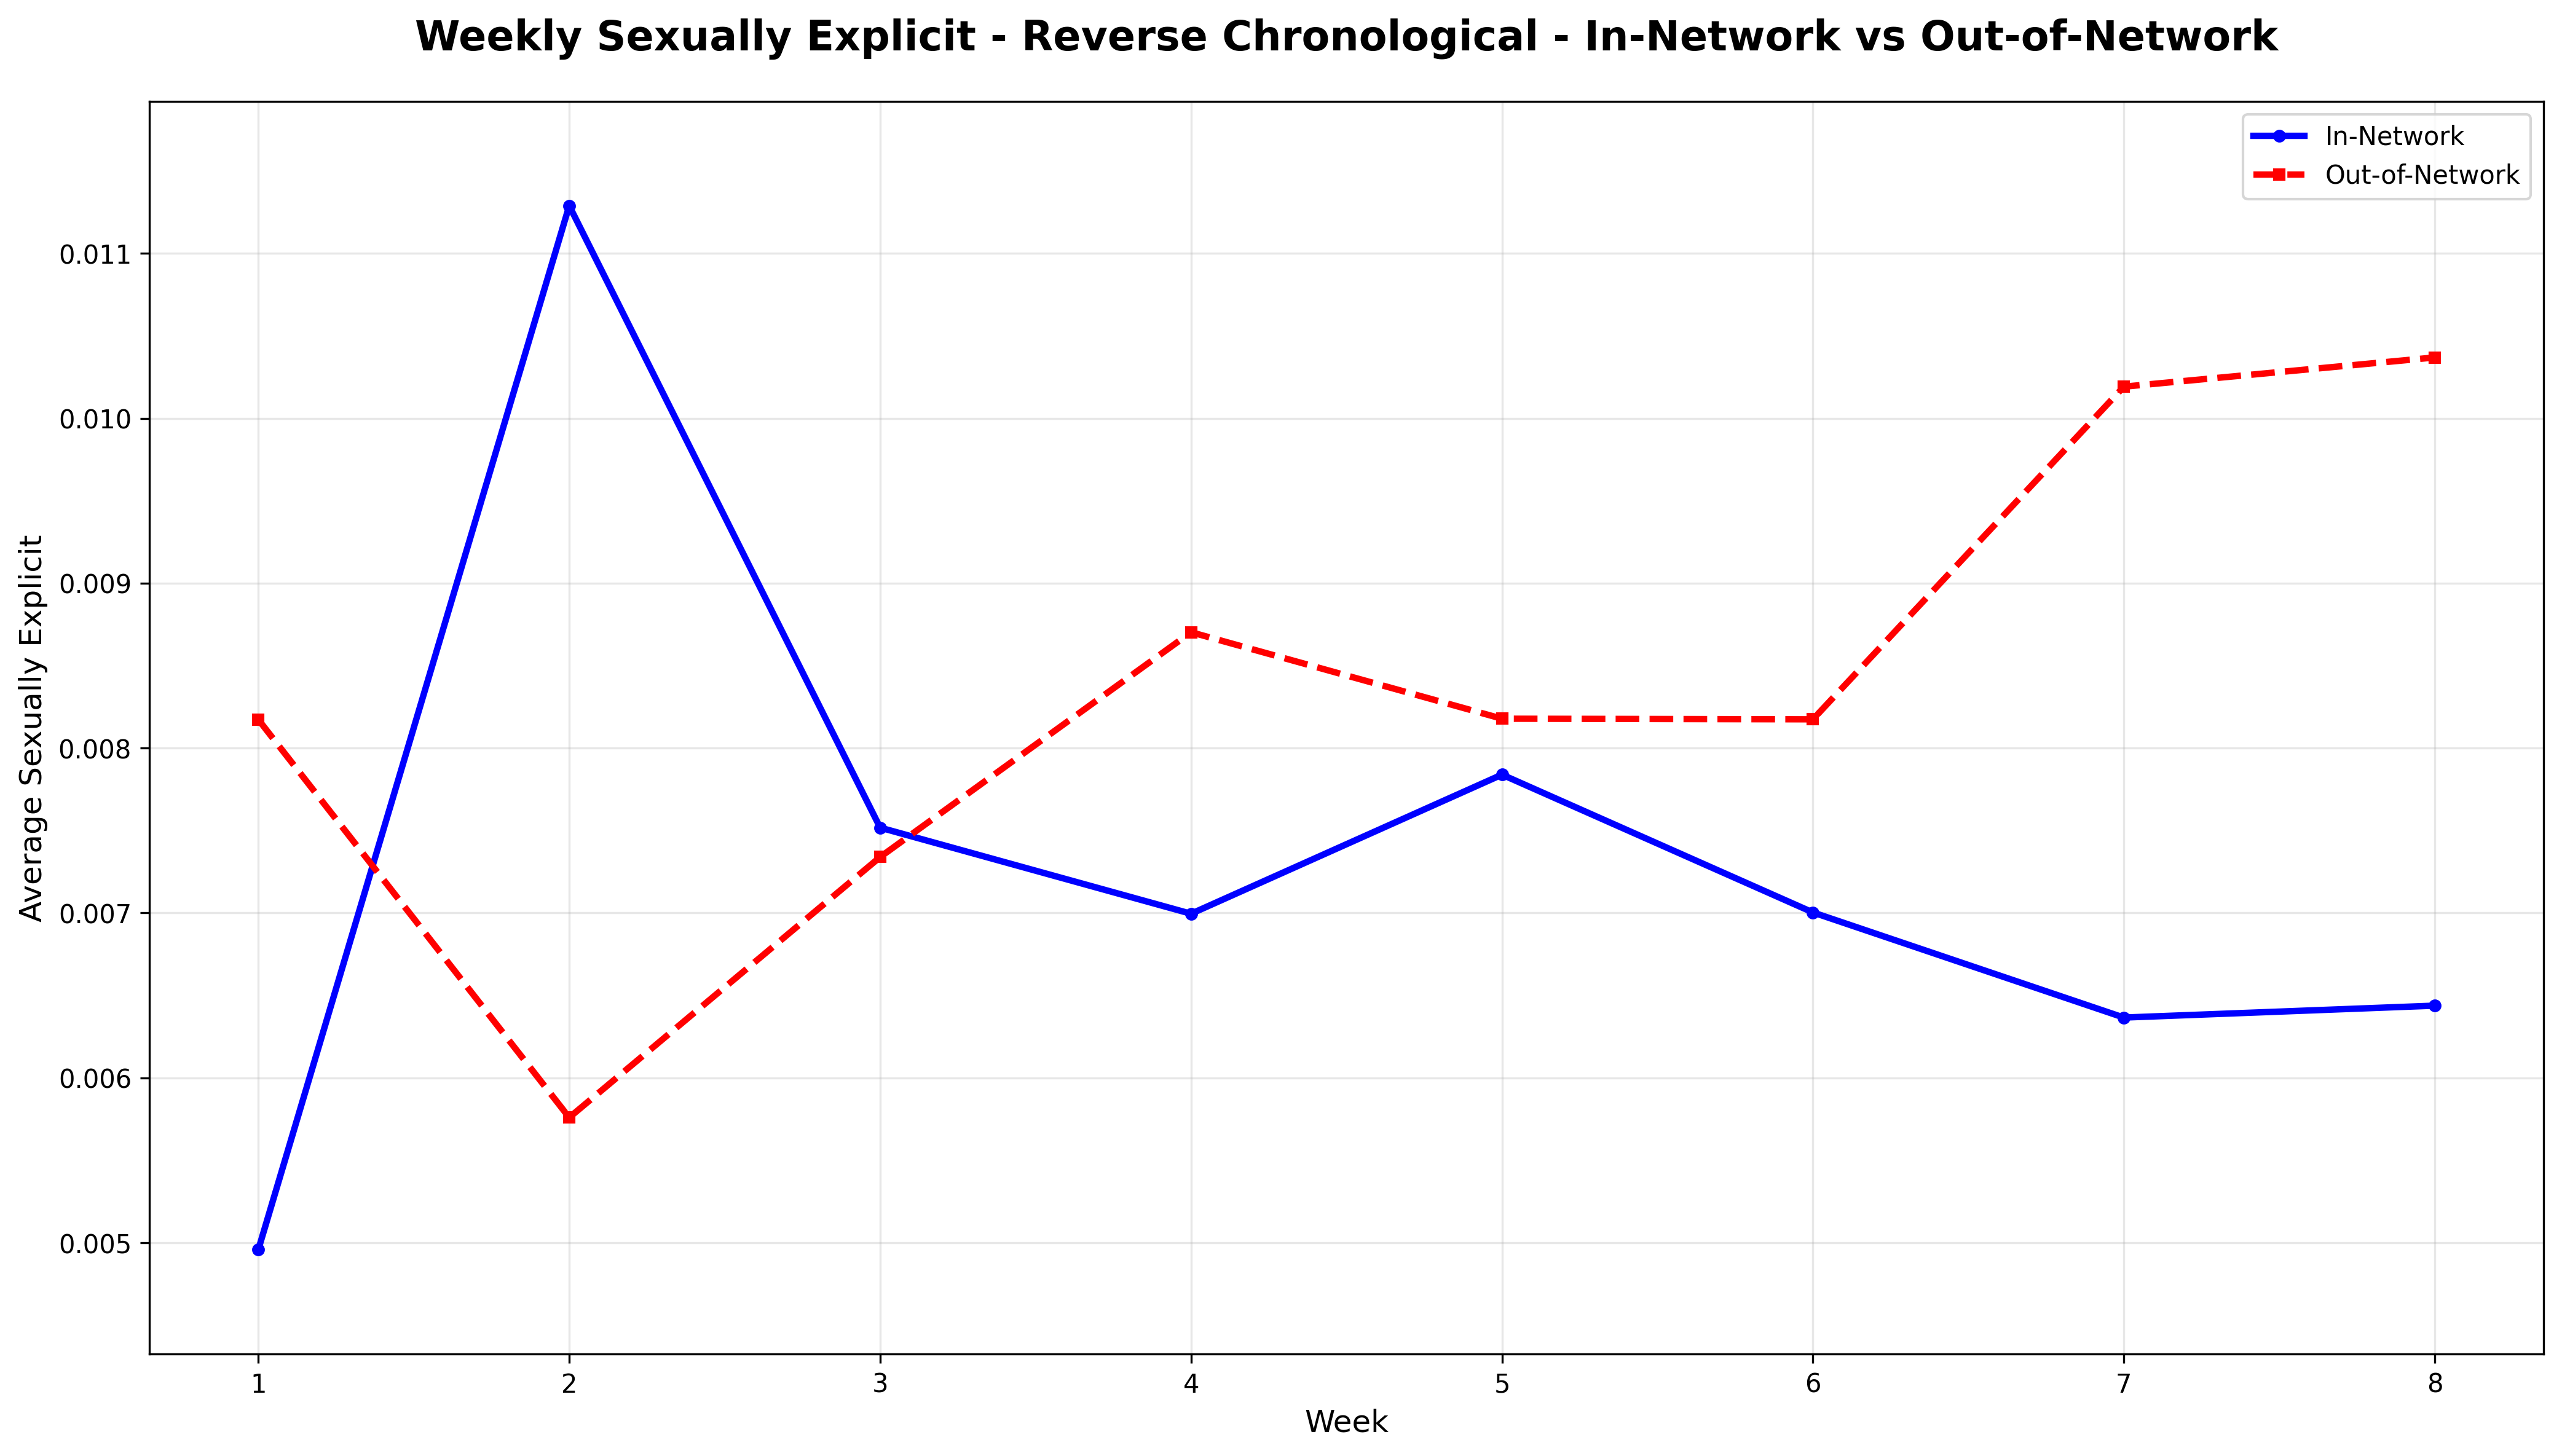 Weekly Sexually Explicit - Reverse Chronological - In-Network vs Out-of-Network
In-Network
Out-of-Network
Average Sexually Explicit
0.011
0.010
0.009
0.008
0.007
0.006
0.005
1 2 3 4 5 6 7 8
Week